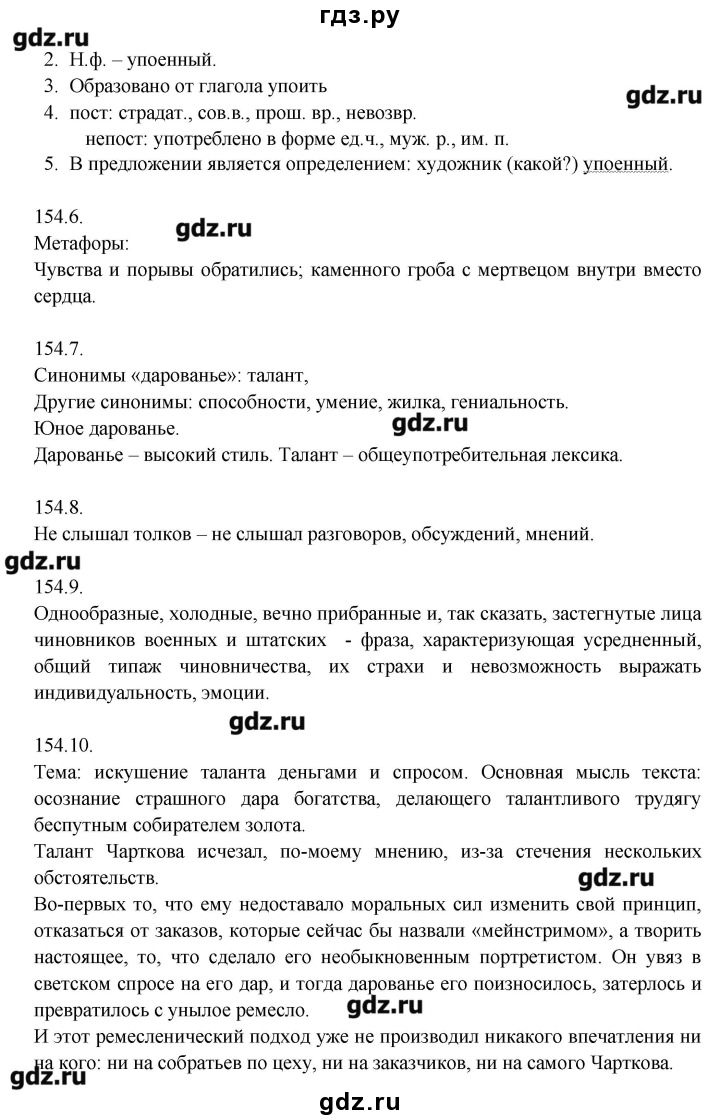 гдз.ру
gdz.ru
2. Н.ф. – упоенный.
3. Образовано от глагола упоить
gdz.ru
4. пост: страдат., сов.в., прош. вр., невозвр.
непост: употреблено в форме ед.ч., муж. р., им. п.
5. В предложении является определением: художник (какой?) упоенный.
154.6.
gdz.ru
Метафоры:
Чувства и порывы обратились; каменного гроба с мертвецом внутри вместо
сердца.
154.7.
Синонимы «дарованье»: талант,
Другие синонимы: способности, умение, жилка, гениальность.
gdz.ru
Юное дарованье.
Дарованье – высокий стиль. Талант – общеупотребительная лексика.
154.8.
Не слышал толков – не слышал разговоров, обсуждений, мнений.
gdz.ru
154.9.
Однообразные, холодные, вечно прибранные и, так сказать, застегнутые лица
чиновников военных и штатских - фраза, характеризующая усредненный,
общий типаж чиновничества, их страхи и невозможность выражать
индивидуальность, эмоции.
gdz.ru
154.10.
Тема: искушение таланта деньгами и спросом. Основная мысль текста:
осознание страшного дара богатства, делающего талантливого трудягу
беспутным собирателем золота.
Талант Чарткова исчезал, по-моему мнению, из-за стечения нескольких
обстоятельств.
gdz.ru
Во-первых то, что ему недоставало моральных сил изменить свой принцип,
отказаться от заказов, которые сейчас бы назвали «мейнстримом», а творить
настоящее, то, что сделало его необыкновенным портретистом. Он увяз в
светском спросе на его дар, и тогда дарованье его поизносилось, затерлось и
превратилось с унылое ремесло.
gdz.ru
И этот ремесленический подход уже не производил никакого впечатления ни
на кого: ни на собратьев по цеху, ни на заказчиков, ни на самого Чарткова.
gdz.ru
gdz.ru